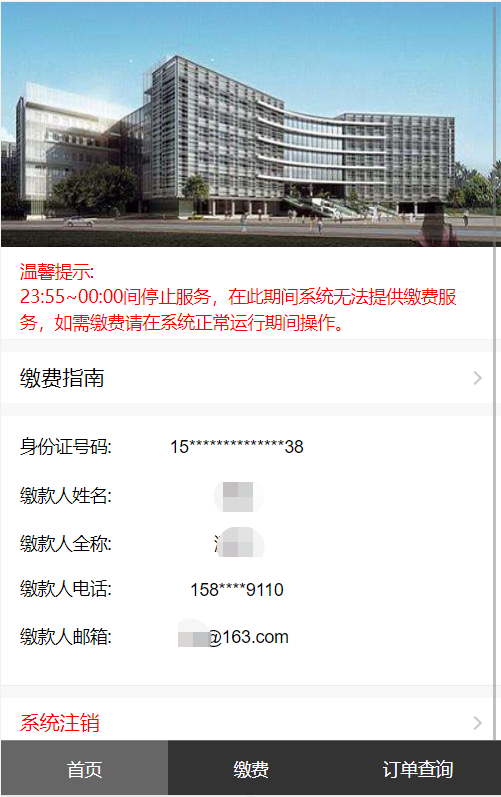 温馨提示:
23:55~00:00间停止服务，在此期间系统无法提供缴费服
务，如需缴费请在系统正常运行期间操作。
缴费指南
身份证号码: 15**************38
缴款人姓名:
缴款人全称:
缴款人电话: 158****9110
缴款人邮箱: @163.com
系统注销
首页 缴费 订单查询